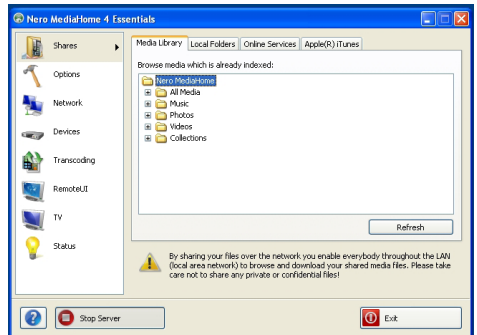 Nero MediaHome 4 Essentials
Shares
Options
Network
Devices
Transcoding
RemoteUI
TV
Status
Media Library
Local Folders
Online Services
Apple(R) iTunes
Browse media which is already indexed:
Nero MediaHome
All Media
Music
Photos
Videos
Collections
Refresh
By sharing your files over the network you enable everybody throughout the LAN
(local area network) to browse and download your shared media files. Please take
care not to share any private or confidential files!
Stop Server
Exit